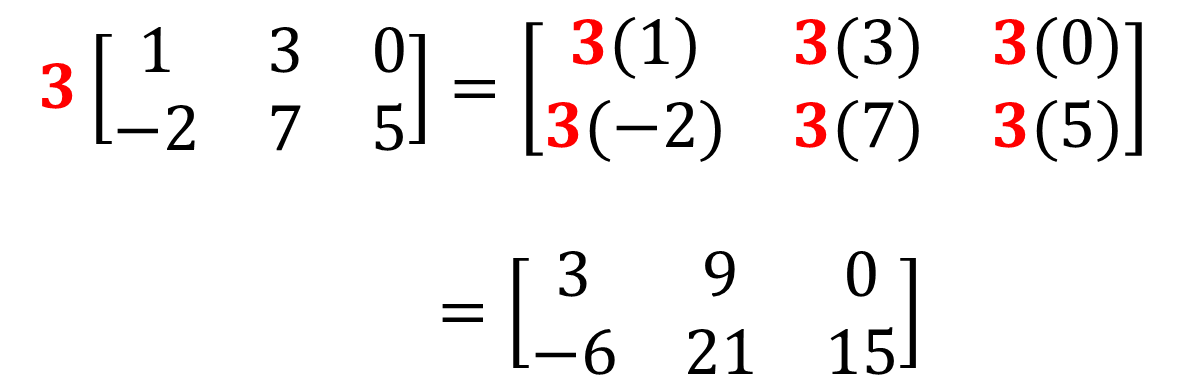 3 [1 3 0
−2 7 5] = [3(1) 3(3) 3(0)
3(−2) 3(7) 3(5)]
= [3 9 0
−6 21 15]